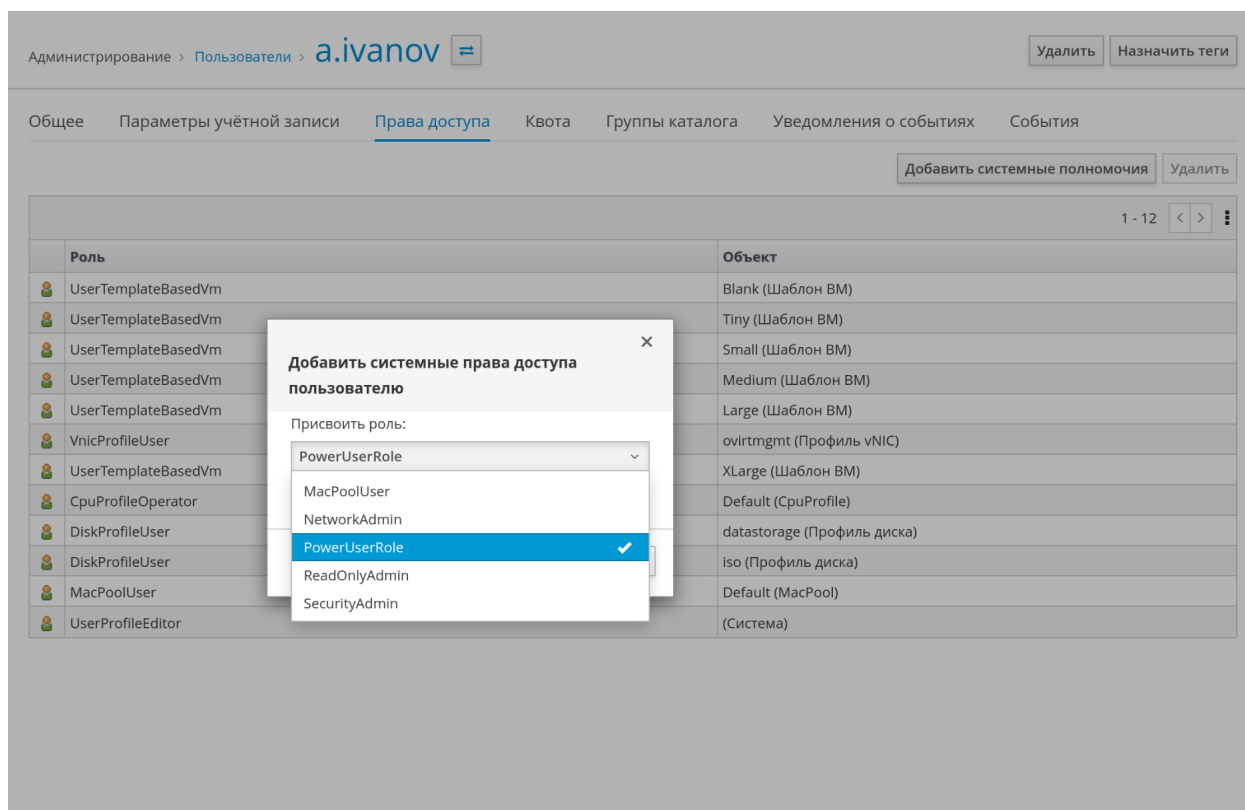 Администрирование > Пользователи > a.ivanov
Удалить
Назначить теги
Общее
Параметры учётной записи
Права доступа
Квота
Группы каталога
Уведомления о событиях
События
Добавить системные полномочия
Удалить
1 - 12
Роль
Объект
UserTemplateBasedVm
Blank (Шаблон ВМ)
UserTemplateBasedVm
Tiny (Шаблон ВМ)
UserTemplateBasedVm
Small (Шаблон ВМ)
UserTemplateBasedVm
Medium (Шаблон ВМ)
UserTemplateBasedVm
Large (Шаблон ВМ)
VnicProfileUser
ovirtmgmt (Профиль vNIC)
UserTemplateBasedVm
XLarge (Шаблон ВМ)
CpuProfileOperator
Default (CpuProfile)
DiskProfileUser
datastorage (Профиль диска)
DiskProfileUser
iso (Профиль диска)
MacPoolUser
Default (MacPool)
UserProfileEditor
(Система)
Добавить системные права доступа
пользователю
Присвоить роль:
PowerUserRole
MacPoolUser
NetworkAdmin
PowerUserRole
ReadOnlyAdmin
SecurityAdmin